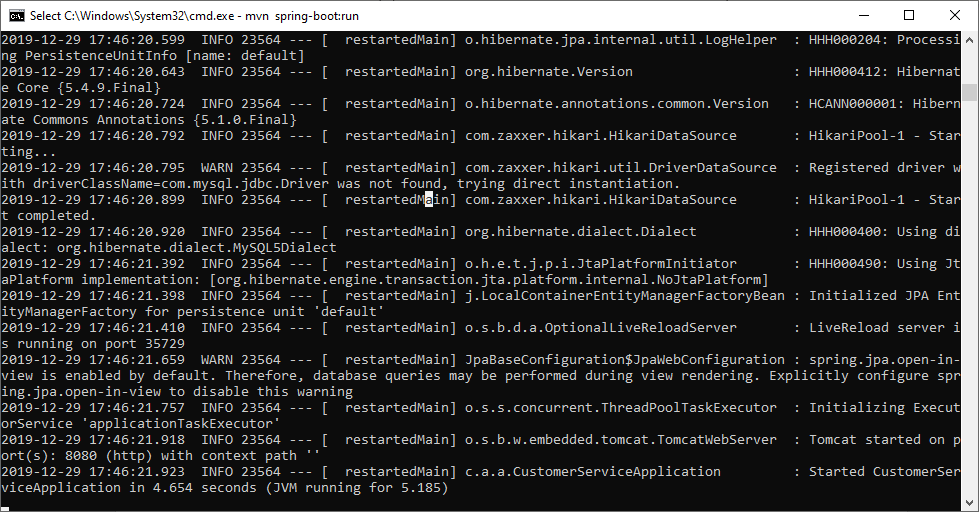 Select C:\Windows\System32\cmd.exe - mvn  spring-boot:run
2019-12-29 17:46:20.599  INFO 23564 --- [  restartedMain] o.hibernate.jpa.internal.util.LogHelper  : HHH000204: Processi
ng PersistenceUnitInfo [name: default]
2019-12-29 17:46:20.643  INFO 23564 --- [  restartedMain] org.hibernate.Version                    : HHH000412: Hibernat
e Core {5.4.9.Final}
2019-12-29 17:46:20.724  INFO 23564 --- [  restartedMain] o.hibernate.annotations.common.Version   : HCANN000001: Hibern
ate Commons Annotations {5.1.0.Final}
2019-12-29 17:46:20.792  INFO 23564 --- [  restartedMain] com.zaxxer.hikari.HikariDataSource       : HikariPool-1 - Star
ting...
2019-12-29 17:46:20.795  WARN 23564 --- [  restartedMain] com.zaxxer.hikari.util.DriverDataSource  : Registered driver w
ith driverClassName=com.mysql.jdbc.Driver was not found, trying direct instantiation.
2019-12-29 17:46:20.899  INFO 23564 --- [  restartedMain] com.zaxxer.hikari.HikariDataSource       : HikariPool-1 - Star
t completed.
2019-12-29 17:46:20.920  INFO 23564 --- [  restartedMain] org.hibernate.dialect.Dialect            : HHH000400: Using di
alect: org.hibernate.dialect.MySQL5Dialect
2019-12-29 17:46:21.392  INFO 23564 --- [  restartedMain] o.h.e.t.j.p.i.JtaPlatformInitiator       : HHH000490: Using Jt
aPlatform implementation: [org.hibernate.engine.transaction.jta.platform.internal.NoJtaPlatform]
2019-12-29 17:46:21.398  INFO 23564 --- [  restartedMain] j.LocalContainerEntityManagerFactoryBean : Initialized JPA Ent
ityManagerFactory for persistence unit 'default'
2019-12-29 17:46:21.410  INFO 23564 --- [  restartedMain] o.s.b.d.a.OptionalLiveReloadServer       : LiveReload server i
s running on port 35729
2019-12-29 17:46:21.659  WARN 23564 --- [  restartedMain] JpaBaseConfiguration$JpaWebConfiguration : spring.jpa.open-in-
view is enabled by default. Therefore, database queries may be performed during view rendering. Explicitly configure spr
ing.jpa.open-in-view to disable this warning
2019-12-29 17:46:21.757  INFO 23564 --- [  restartedMain] o.s.s.concurrent.ThreadPoolTaskExecutor  : Initializing Execut
orService 'applicationTaskExecutor'
2019-12-29 17:46:21.918  INFO 23564 --- [  restartedMain] o.s.b.w.embedded.tomcat.TomcatWebServer  : Tomcat started on p
ort(s): 8080 (http) with context path ''
2019-12-29 17:46:21.923  INFO 23564 --- [  restartedMain] c.a.a.CustomerServiceApplication         : Started CustomerSer
viceApplication in 4.654 seconds (JVM running for 5.185)